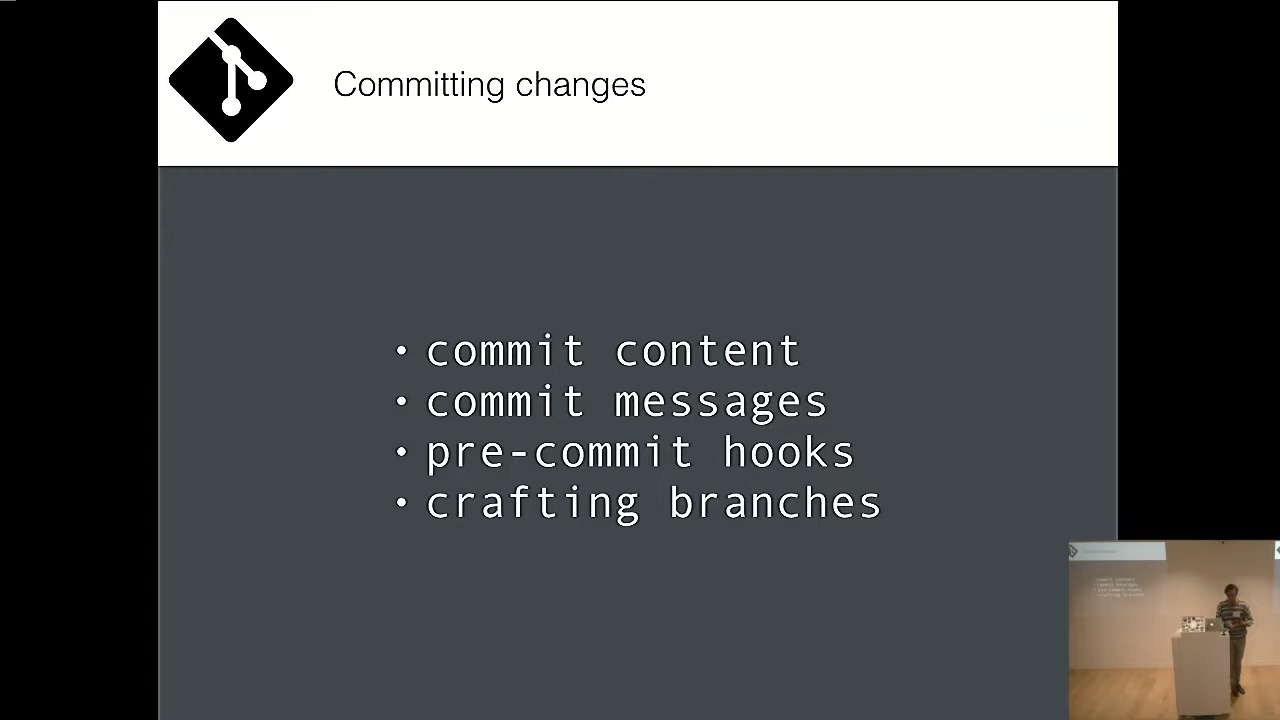 Committing changes
• commit content
• commit messages
• pre-commit hooks
• crafting branches